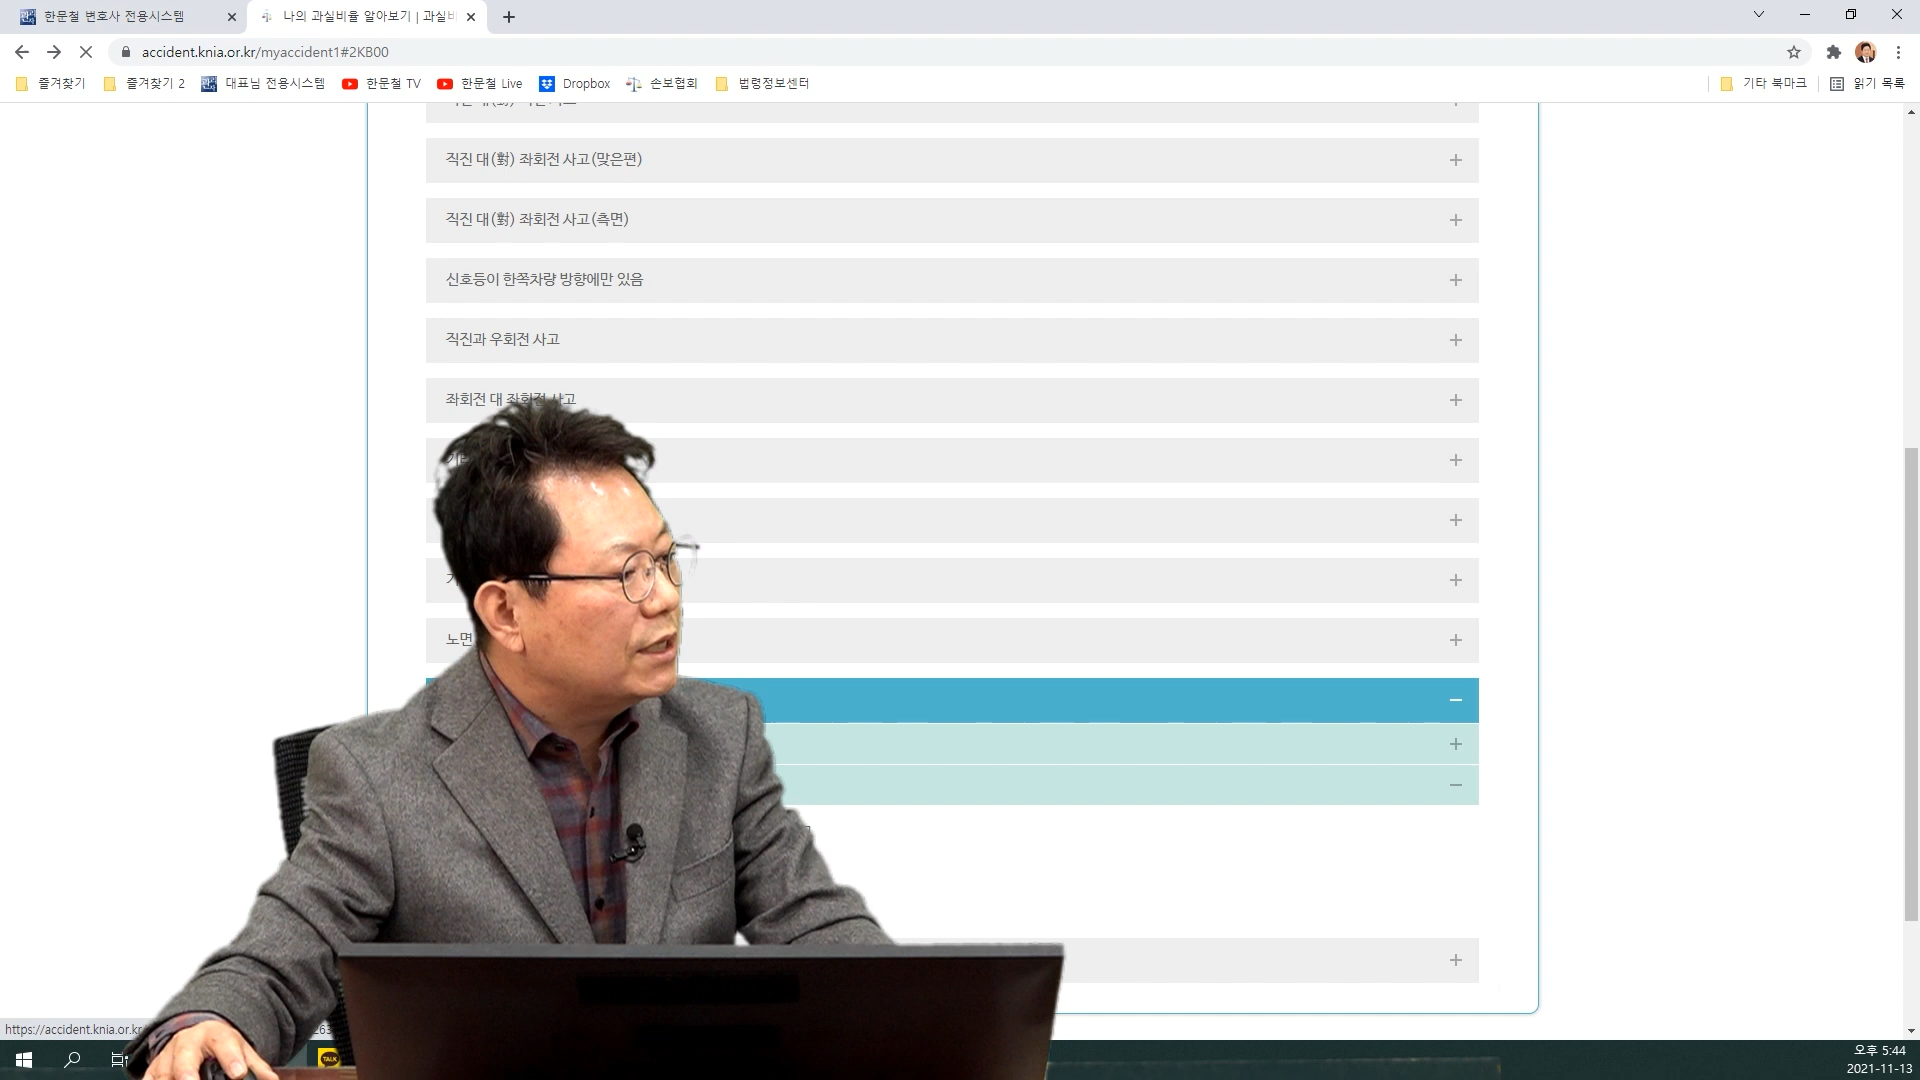 한문철 변호사 전용시스템
나의 과실비율 알아보기 | 과실비
accident.knia.or.kr/myaccident1#2KB00
즐겨찾기
즐겨찾기 2
대표님 전용시스템
한문철 TV
한문철 Live
Dropbox
손보협회
법령정보센터
기타 북마크
읽기 목록
직진 대(對) 좌회전 사고(맞은편)
직진 대(對) 좌회전 사고(측면)
신호등이 한쪽차량 방향에만 있음
직진과 우회전 사고
좌회전 대 좌회전 사고
노면
https://accident.knia.or.kr/
TALK
오후 5:44
2021-11-13